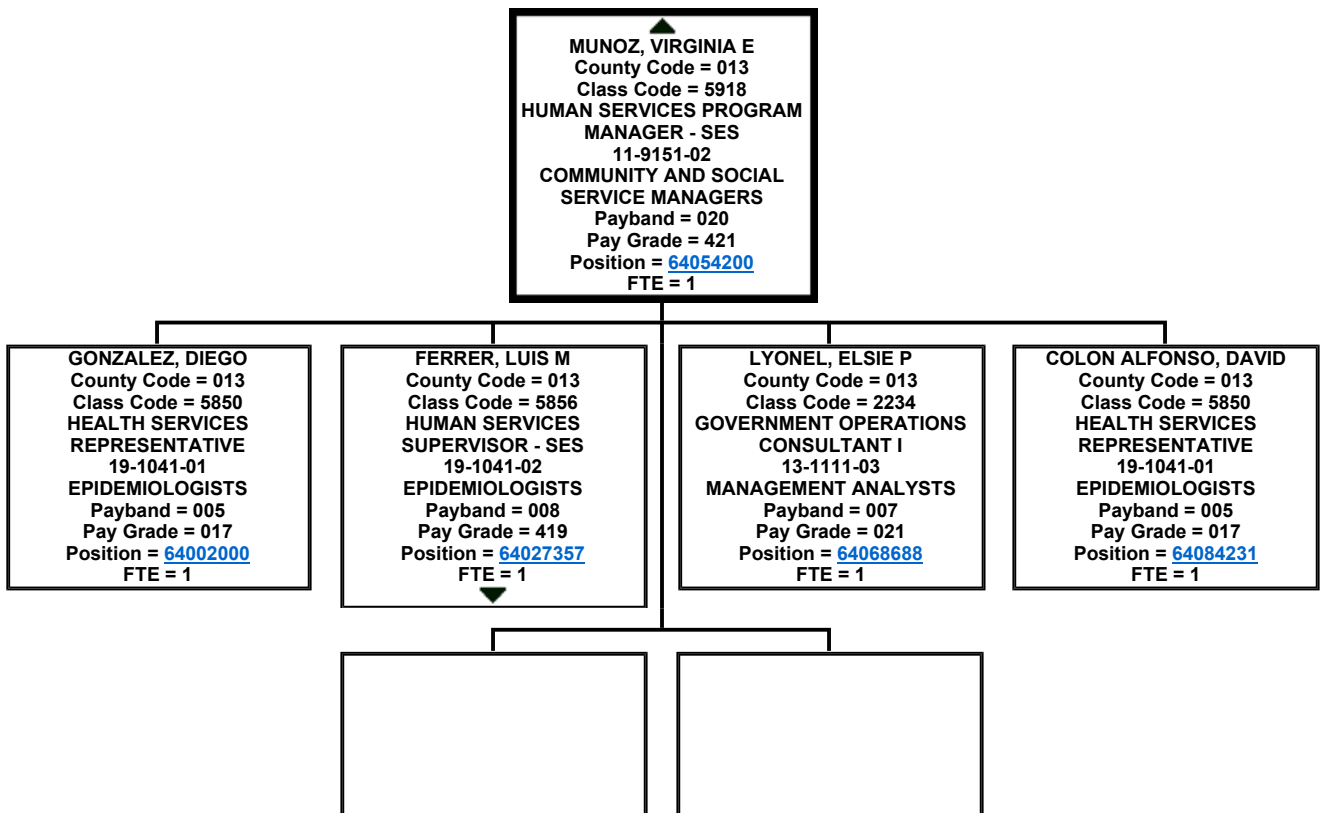 MUNOZ, VIRGINIA E
County Code = 013
Class Code = 5918
HUMAN SERVICES PROGRAM
MANAGER - SES
11-9151-02
COMMUNITY AND SOCIAL
SERVICE MANAGERS
Payband = 020
Pay Grade = 421
Position = 64054200
FTE = 1
GONZALEZ, DIEGO
County Code = 013
Class Code = 5850
HEALTH SERVICES
REPRESENTATIVE
19-1041-01
EPIDEMIOLOGISTS
Payband = 005
Pay Grade = 017
Position = 64002000
FTE = 1
FERRER, LUIS M
County Code = 013
Class Code = 5856
HUMAN SERVICES
SUPERVISOR - SES
19-1041-02
EPIDEMIOLOGISTS
Payband = 008
Pay Grade = 419
Position = 64027357
FTE = 1
LYONEL, ELSIE P
County Code = 013
Class Code = 2234
GOVERNMENT OPERATIONS
CONSULTANT I
13-1111-03
MANAGEMENT ANALYSTS
Payband = 007
Pay Grade = 021
Position = 64068688
FTE = 1
COLON ALFONSO, DAVID
County Code = 013
Class Code = 5850
HEALTH SERVICES
REPRESENTATIVE
19-1041-01
EPIDEMIOLOGISTS
Payband = 005
Pay Grade = 017
Position = 64084231
FTE = 1